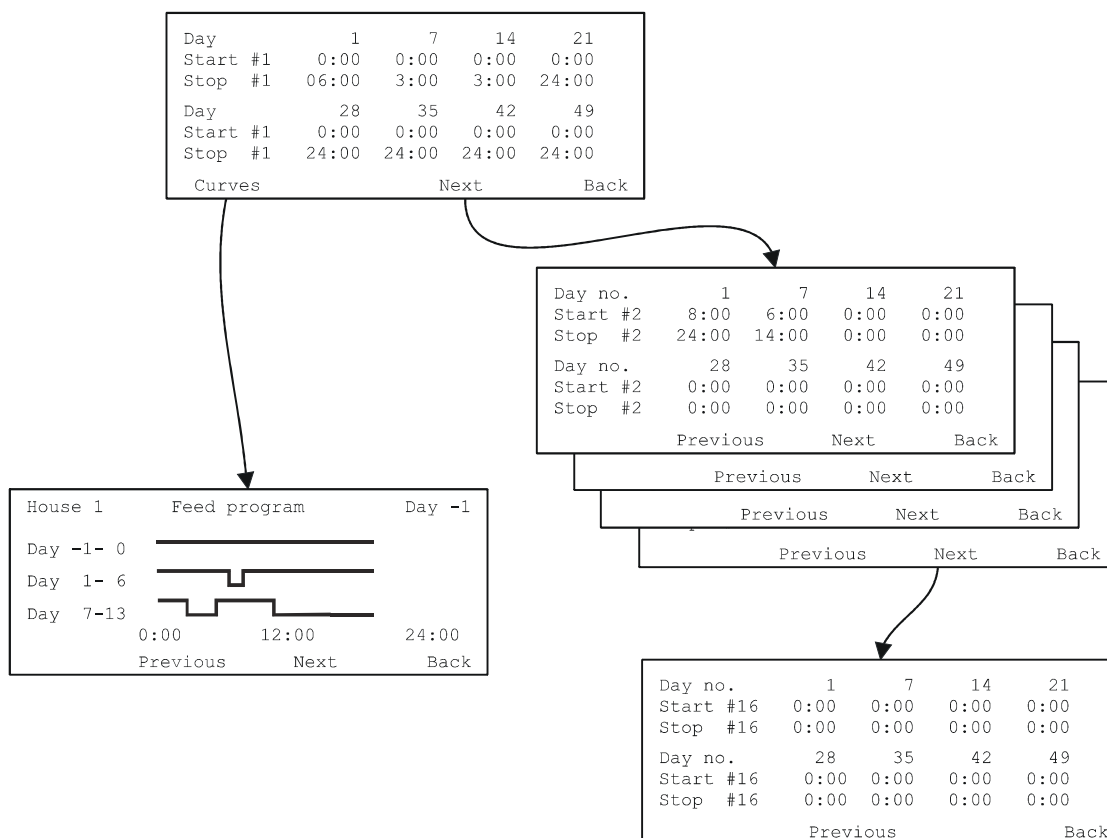 Day 1 7 14 21
Start #1 0:00 0:00 0:00 0:00
Stop #1 06:00 3:00 3:00 24:00
Day 28 35 42 49
Start #1 0:00 0:00 0:00 0:00
Stop #1 24:00 24:00 24:00 24:00
Curves Next Back
Day no. 1 7 14 21
Start #2 8:00 6:00 0:00 0:00
Stop #2 24:00 14:00 0:00 0:00
Day no. 28 35 42 49
Start #2 0:00 0:00 0:00 0:00
Stop #2 0:00 0:00 0:00 0:00
Previous Next Back
Previous Next Back
Previous Next Back
Previous Next Back
House 1 Feed program Day -1
Day -1- 0
Day 1- 6
Day 7-13
0:00 12:00 24:00
Previous Next Back
Day no. 1 7 14 21
Start #16 0:00 0:00 0:00 0:00
Stop #16 0:00 0:00 0:00 0:00
Day no. 28 35 42 49
Start #16 0:00 0:00 0:00 0:00
Stop #16 0:00 0:00 0:00 0:00
Previous Back